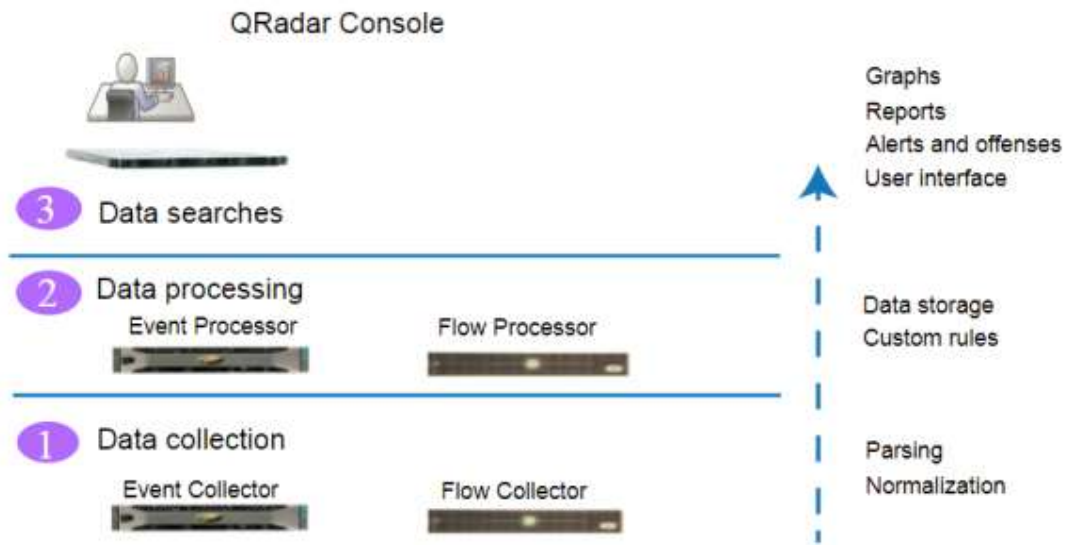 QRadar Console
Graphs
Reports
Alerts and offenses
User interface
3 Data searches
2 Data processing
Event Processor
Flow Processor
Data storage
Custom rules
1 Data collection
Event Collector
Flow Collector
Parsing
Normalization